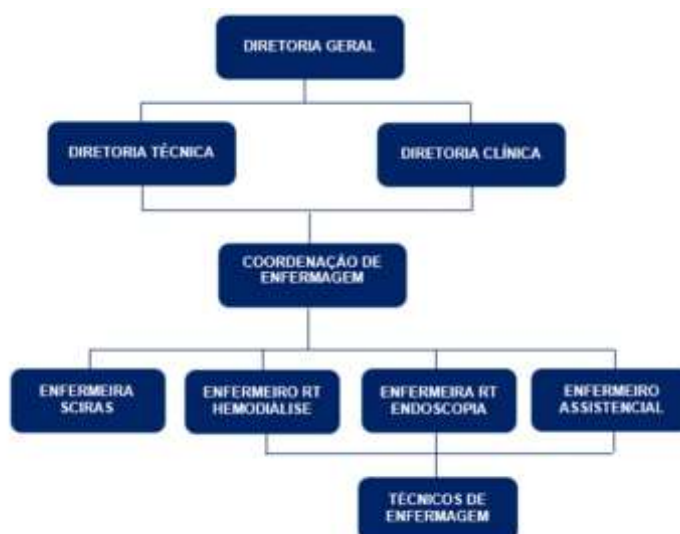 DIRETORIA GERAL
DIRETORIA TÉCNICA
DIRETORIA CLÍNICA
COORDENAÇÃO DE
ENFERMAGEM
ENFERMEIRA
SCIRAS
ENFERMEIRO RT
HEMODIÁLISE
ENFERMEIRA RT
ENDOSCOPIA
ENFERMEIRO
ASSISTENCIAL
TÉCNICOS DE
ENFERMAGEM